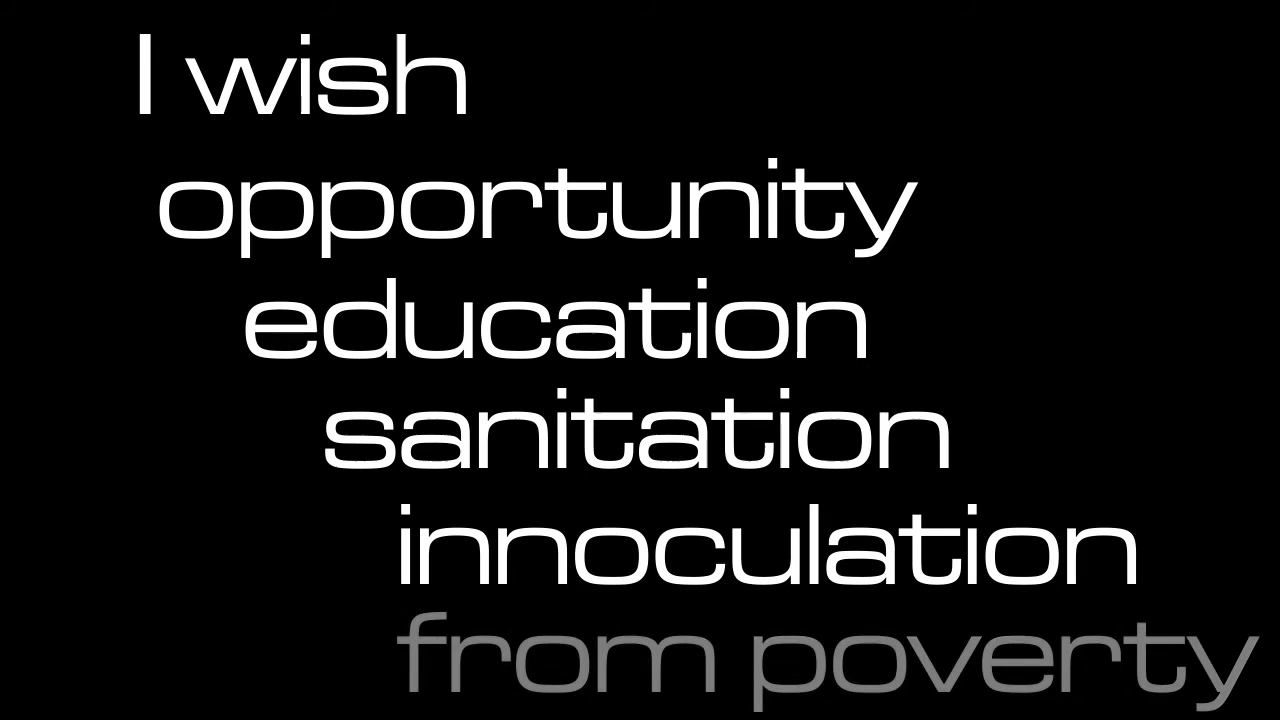 I wish
opportunity
education
sanitation
innoculation
from poverty